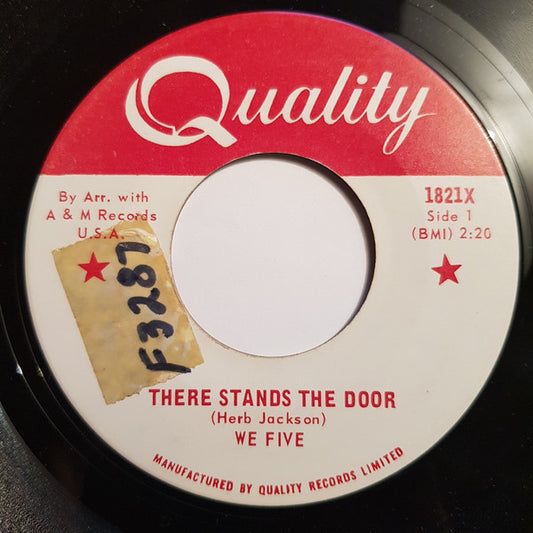 Quality
By Arr. with
A & M Records
U.S.A.
1821X
Side 1
(BMI) 2:20
F3287
THERE STANDS THE DOOR
(Herb Jackson)
WE FIVE
MANUFACTURED BY QUALITY RECORDS LIMITED